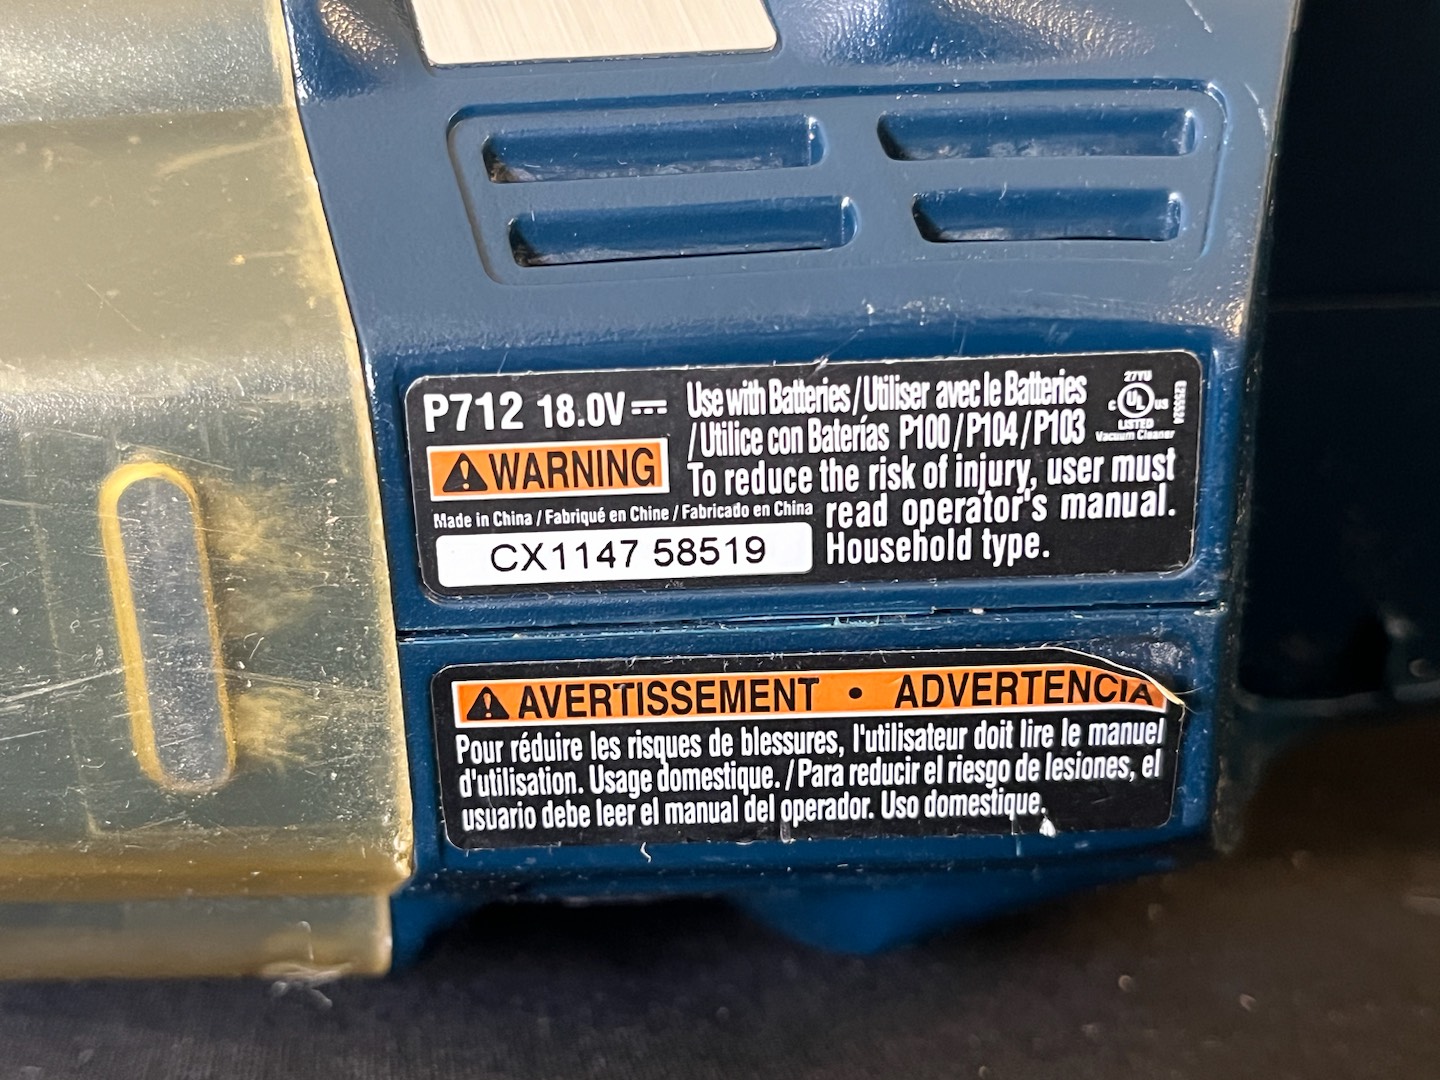 P712 18.0V
WARNING
Made in China / Fabriqué en Chine / Fabricado en China
CX1147 58519
Use with Batteries / Utiliser avec le Batteries
/ Utilice con Baterías P100 / P104 / P103
To reduce the risk of injury, user must
read operator's manual.
Household type.
27YU
C UL US
LISTED
Vacuum Cleaner
AVERTISSEMENT • ADVERTENCIA
Pour réduire les risques de blessures, l'utilisateur doit lire le manuel
d'utilisation. Usage domestique. / Para reducir el riesgo de lesiones, el
usuario debe leer el manual del operador. Uso domestique.